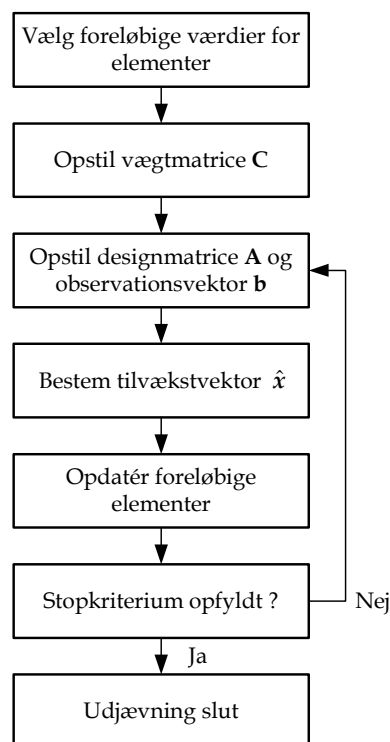 Vælg foreløbige værdier for
elementer
Opstil vægtmatrice C
Opstil designmatrice A og
observationsvektor b
Bestem tilvækstvektor x̂
Opdatér foreløbige
elementer
Stopkriterium opfyldt ?
Nej
Ja
Udjævning slut